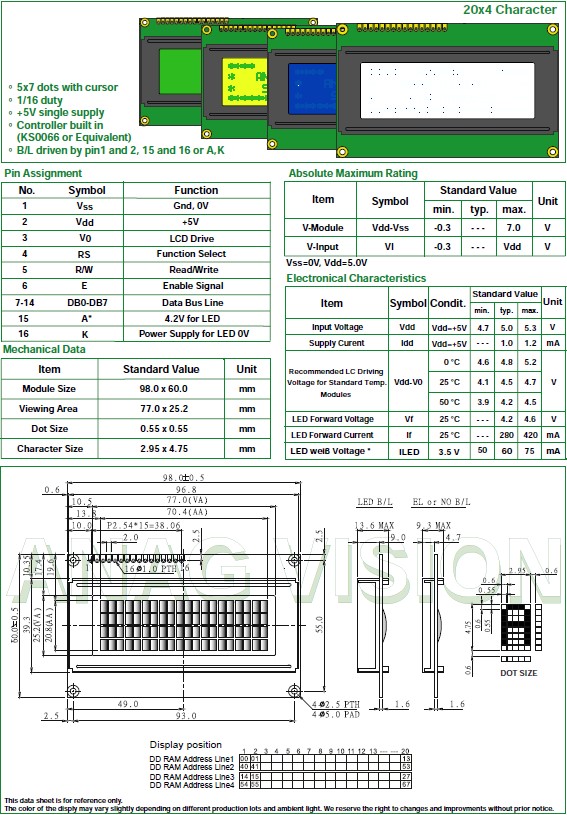 20x4 Character
5x7 dots with cursor
1/16 duty
+5V single supply
Controller built in
(KS0066 or Equivalent)
B/L driven by pin1 and 2, 15 and 16 or A,K
Pin Assignment
No. Symbol Function
1 Vss Gnd, 0V
2 Vdd +5V
3 V0 LCD Drive
4 RS Function Select
5 R/W Read/Write
6 E Enable Signal
7-14 DB0-DB7 Data Bus Line
15 A* 4.2V for LED
16 K Power Supply for LED 0V
Mechanical Data
Item Standard Value Unit
Module Size 98.0 x 60.0 mm
Viewing Area 77.0 x 25.2 mm
Dot Size 0.55 x 0.55 mm
Character Size 2.95 x 4.75 mm
Absolute Maximum Rating
Item Symbol Standard Value Unit
min. typ. max.
V-Module Vdd-Vss -0.3 - - - 7.0 V
V-Input VI -0.3 - - - Vdd V
Vss=0V, Vdd=5.0V
Electronical Characteristics
Item Symbol Condit. Standard Value Unit
min. typ. max.
Input Voltage Vdd Vdd=+5V 4.7 5.0 5.3 V
Supply Curent Idd Vdd=+5V - - - 1.0 1.2 mA
Recommended LC Driving
Voltage for Standard Temp.
Modules
Vdd-V0
0 °C 4.6 4.8 5.2
25 °C 4.1 4.5 4.7 V
50 °C 3.9 4.2 4.5
LED Forward Voltage Vf 25 °C - - - 4.2 4.6 V
LED Forward Current If 25 °C - - - 280 420 mA
LED weiß Voltage * ILED 3.5 V 50 60 75 mA
ANAG VISION
98.0±0.5
0.6 96.8
10.5 77.0(VA)
13.8 70.4(AA)
10.0 P2.54*15=38.06
2.0
2.5
2.5
16Ø1.0 PTH
10.35
17.4
19.6
60.0±0.5
39.3
25.2(VA)
20.8(AA)
55.0
4-Ø2.5 PTH
4-Ø5.0 PAD
49.0
2.5 93.0
LED B/L EL or NO B/L
13.6 MAX 9.3 MAX
9.0 4.7
1.6 1.6
2.95 0.6
0.6
0.55
4.75
0.6
0.55
0.6
DOT SIZE
Display position
1 2 3 4 5 6 7 8 9 10 11 12 13 20
DD RAM Address Line1 00 01 13
DD RAM Address Line2 40 41 53
DD RAM Address Line3 14 15 27
DD RAM Address Line4 54 55 67
This data sheet is for reference only.
The color of the disply may vary slightly depending on different production lots and ambient light. We reserve the right to changes and improvments without prior notice.